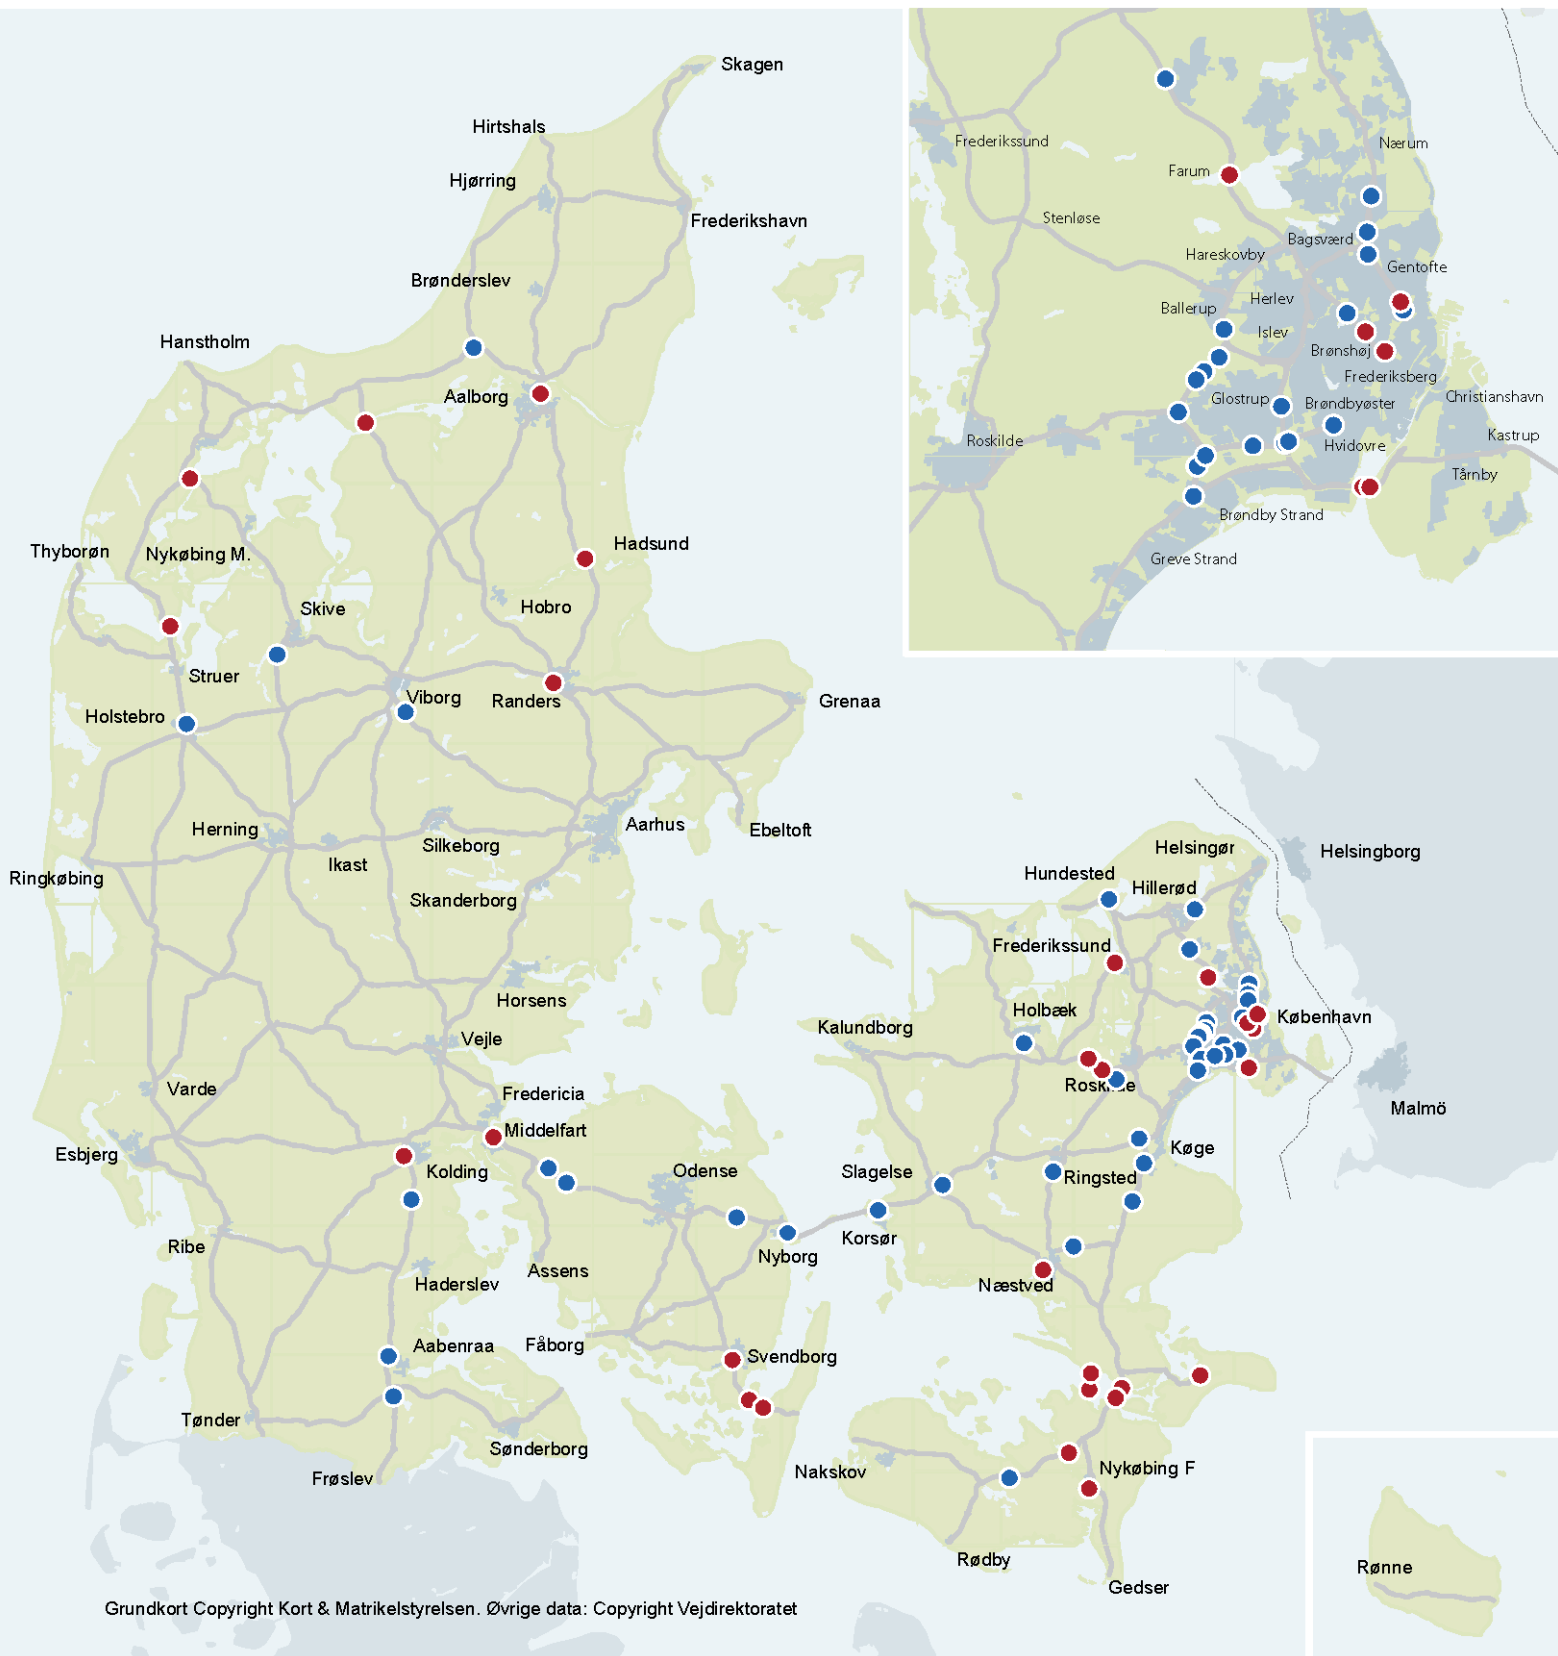 Skagen
Hirtshals
Hjørring
Frederikshavn
Brønderslev
Hanstholm
Aalborg
Thyborøn
Nykøbing M.
Hadsund
Hobro
Skive
Struer
Viborg
Randers
Grenaa
Holstebro
Herning
Ikast
Silkeborg
Aarhus
Ebeltoft
Ringkøbing
Skanderborg
Horsens
Vejle
Varde
Fredericia
Middelfart
Esbjerg
Kolding
Odense
Ribe
Haderslev
Assens
Nyborg
Aabenraa
Fåborg
Svendborg
Tønder
Sønderborg
Frøslev
Helsingør
Helsingborg
Hundested
Hillerød
Frederikssund
Holbæk
Kalundborg
København
Roskilde
Malmö
Køge
Slagelse
Ringsted
Korsør
Næstved
Nakskov
Nykøbing F
Rødby
Gedser
Rønne
Frederikssund
Nærum
Farum
Stenløse
Bagsværd
Hareskovby
Gentofte
Herlev
Ballerup
Islev
Brønshøj
Frederiksberg
Glostrup
Brøndbyøster
Christianshavn
Roskilde
Hvidovre
Kastrup
Tårnby
Brøndby Strand
Greve Strand
Grundkort Copyright Kort & Matrikelstyrelsen. Øvrige data: Copyright Vejdirektoratet